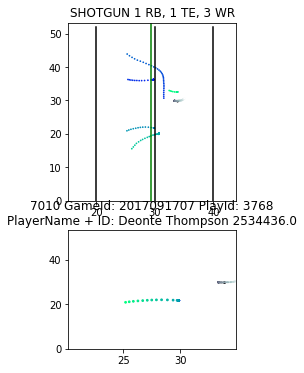 SHOTGUN 1 RB, 1 TE, 3 WR
50
40
30
20
10
0
20 30 40
7010 GameId: 2017091707 PlayId: 3768
PlayerName + ID: Deonte Thompson 2534436.0
40
20
0
25 30